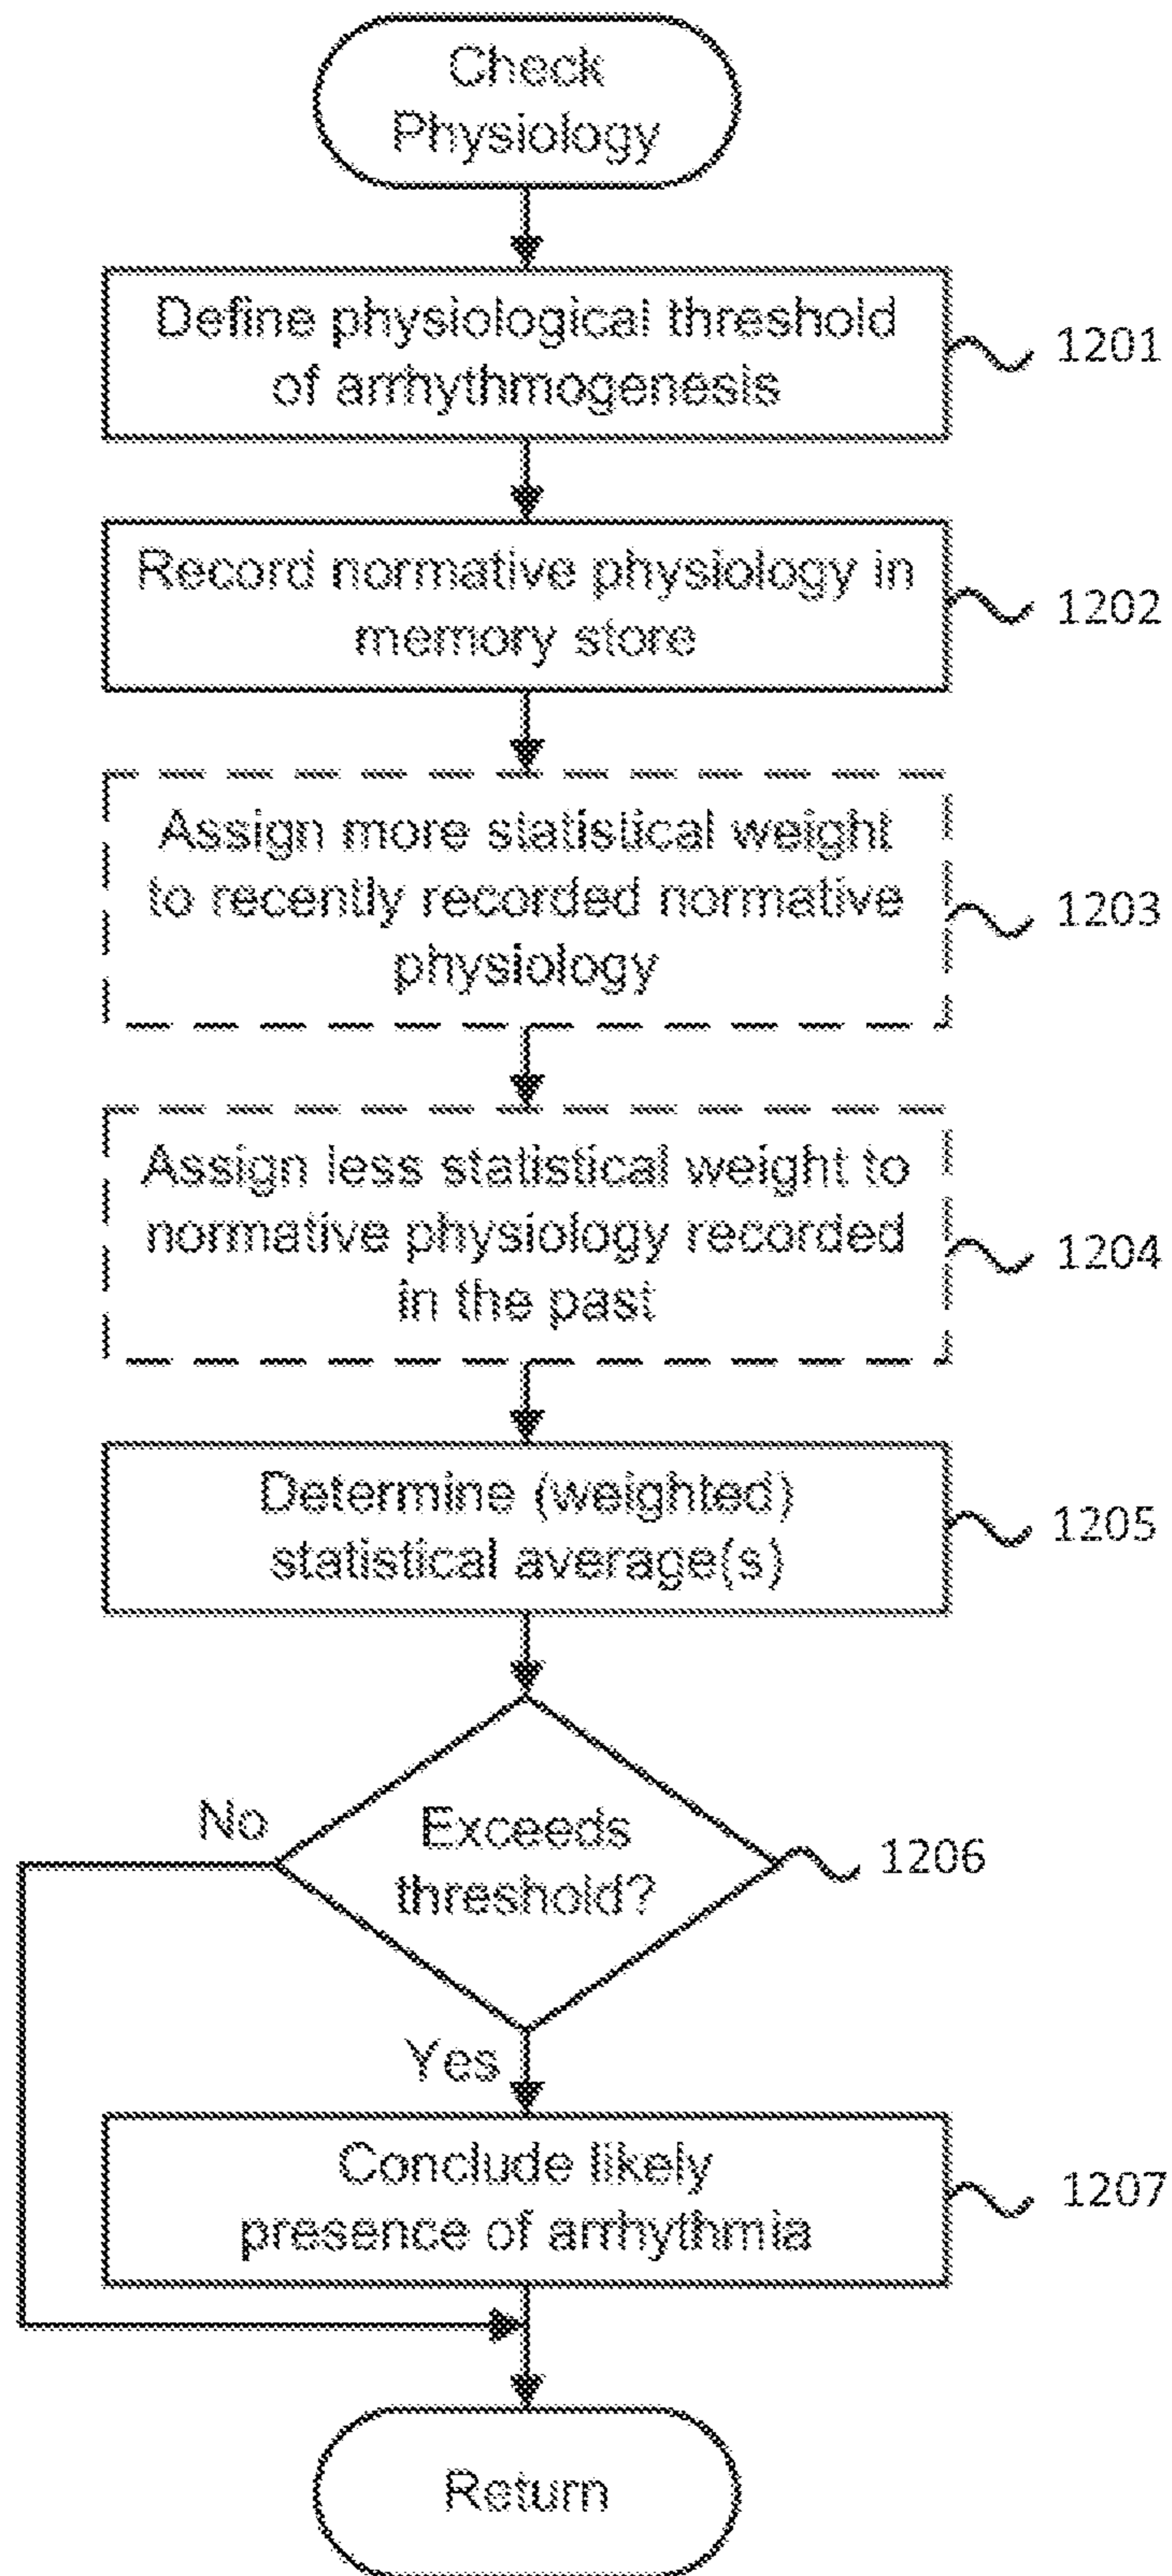 Check
Physiology
Define physiological threshold
of arrhythmogenesis
1201
Record normative physiology in
memory store
1202
Assign more statistical weight
to recently recorded normative
physiology
1203
Assign less statistical weight to
normative physiology recorded
in the past
1204
Determine (weighted)
statistical average(s)
1205
No
Exceeds
threshold?
1206
Yes
Conclude likely
presence of arrhythmia
1207
Return